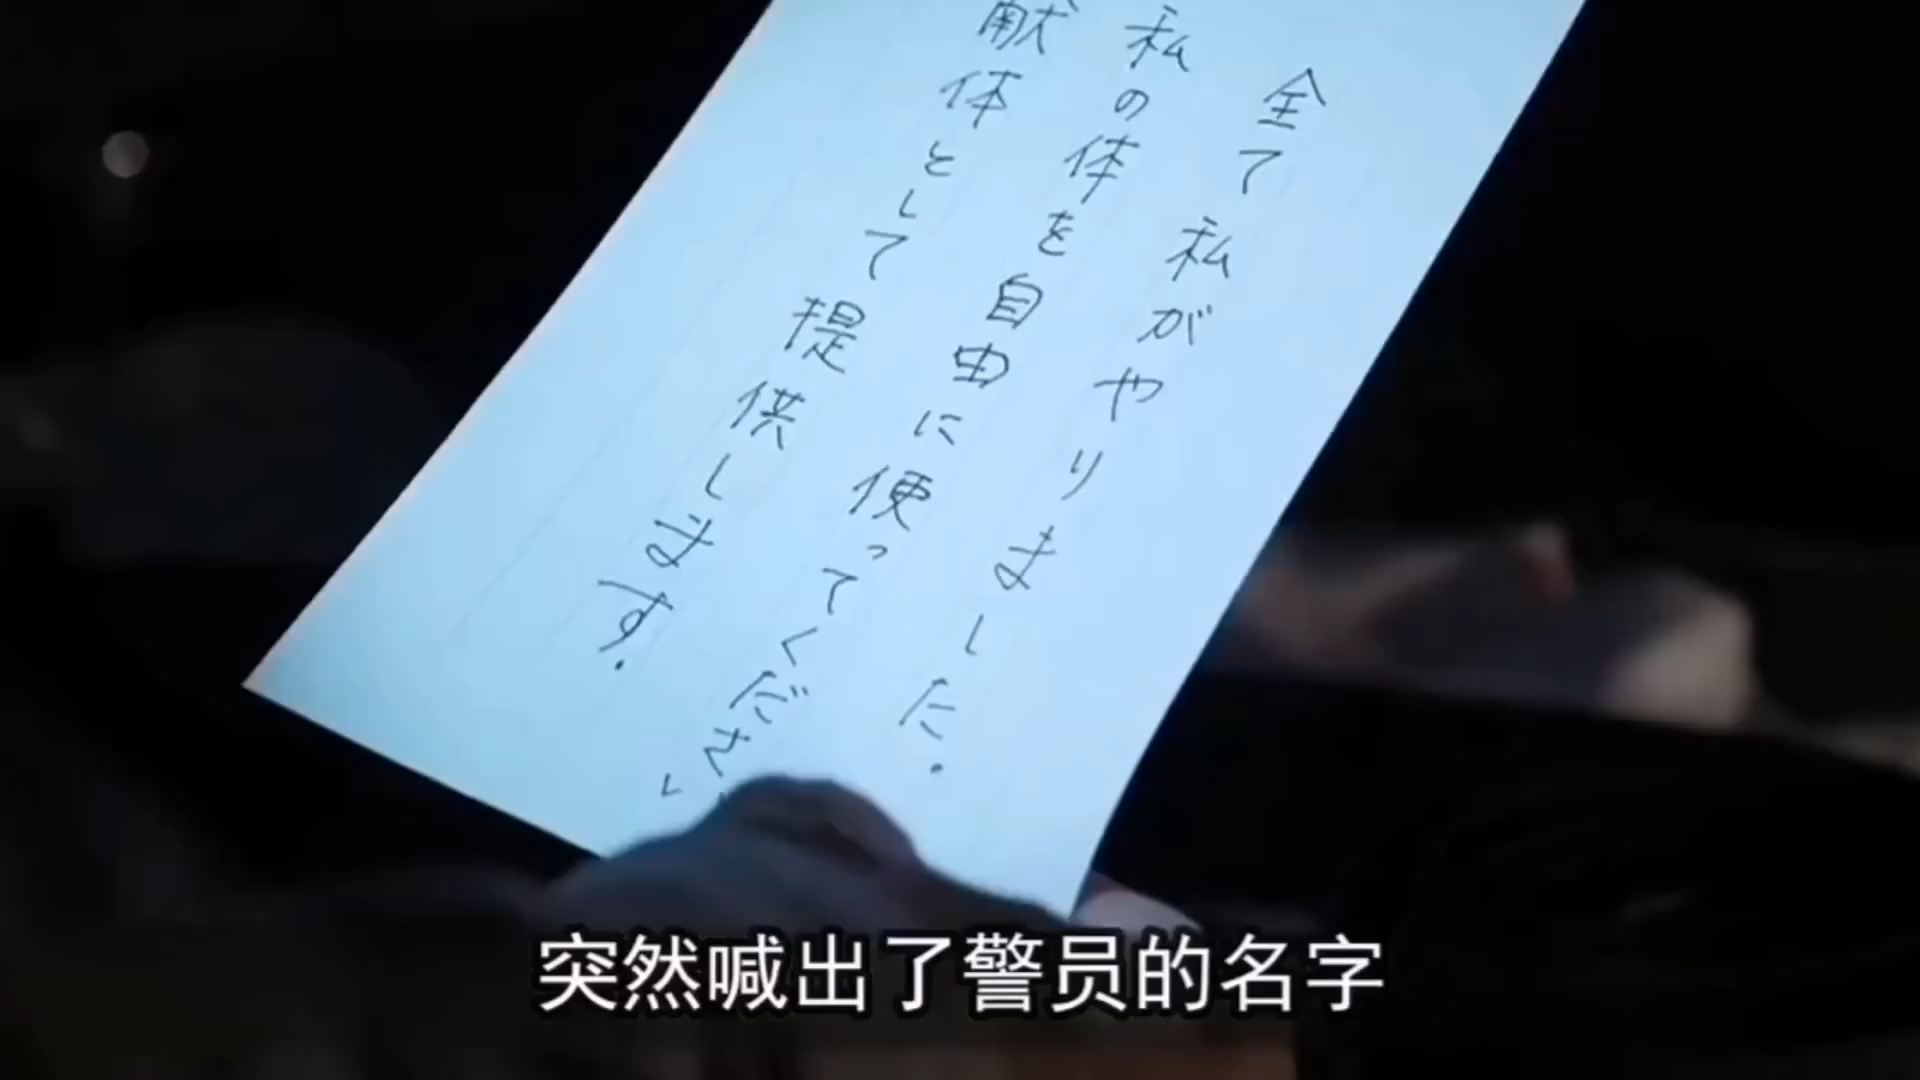 全て私がやりました.
私の体を自由に使ってください
献体として提供します.
突然喊出了警员的名字